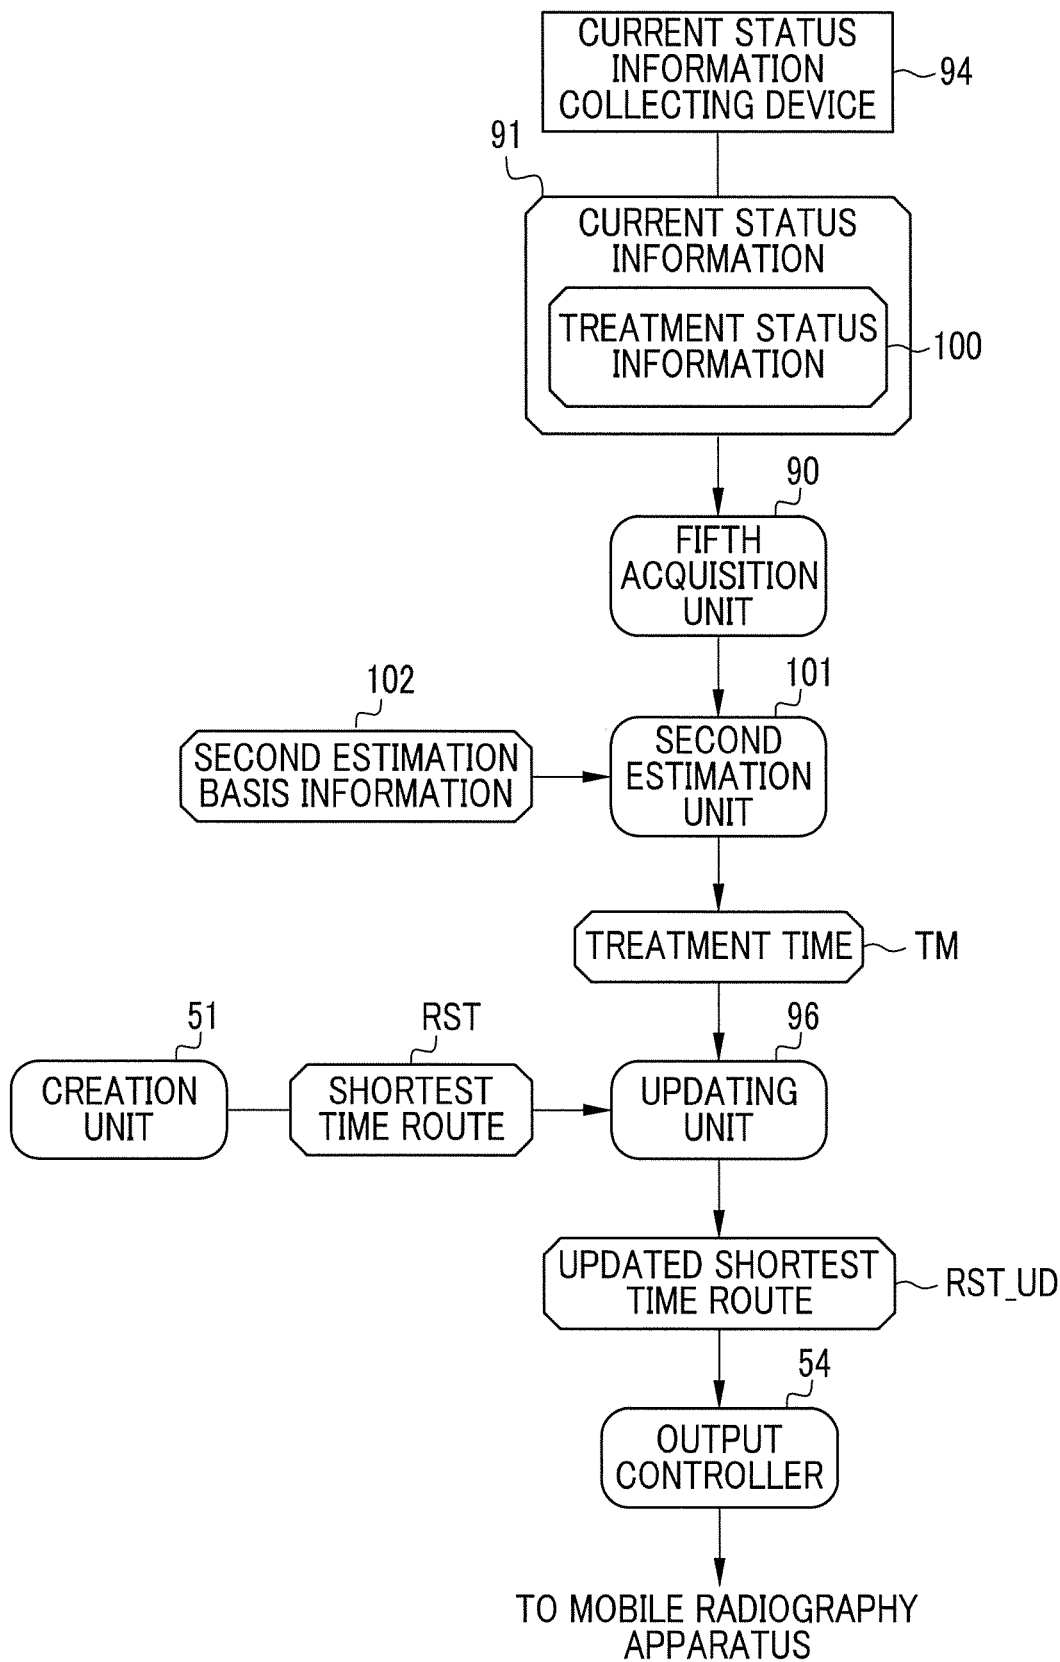 CURRENT STATUS
INFORMATION
COLLECTING DEVICE
94
91
CURRENT STATUS
INFORMATION
TREATMENT STATUS
INFORMATION
100
90
FIFTH
ACQUISITION
UNIT
102
101
SECOND ESTIMATION
BASIS INFORMATION
SECOND
ESTIMATION
UNIT
TREATMENT TIME
TM
51
RST
96
CREATION
UNIT
SHORTEST
TIME ROUTE
UPDATING
UNIT
UPDATED SHORTEST
TIME ROUTE
RST_UD
54
OUTPUT
CONTROLLER
TO MOBILE RADIOGRAPHY
APPARATUS